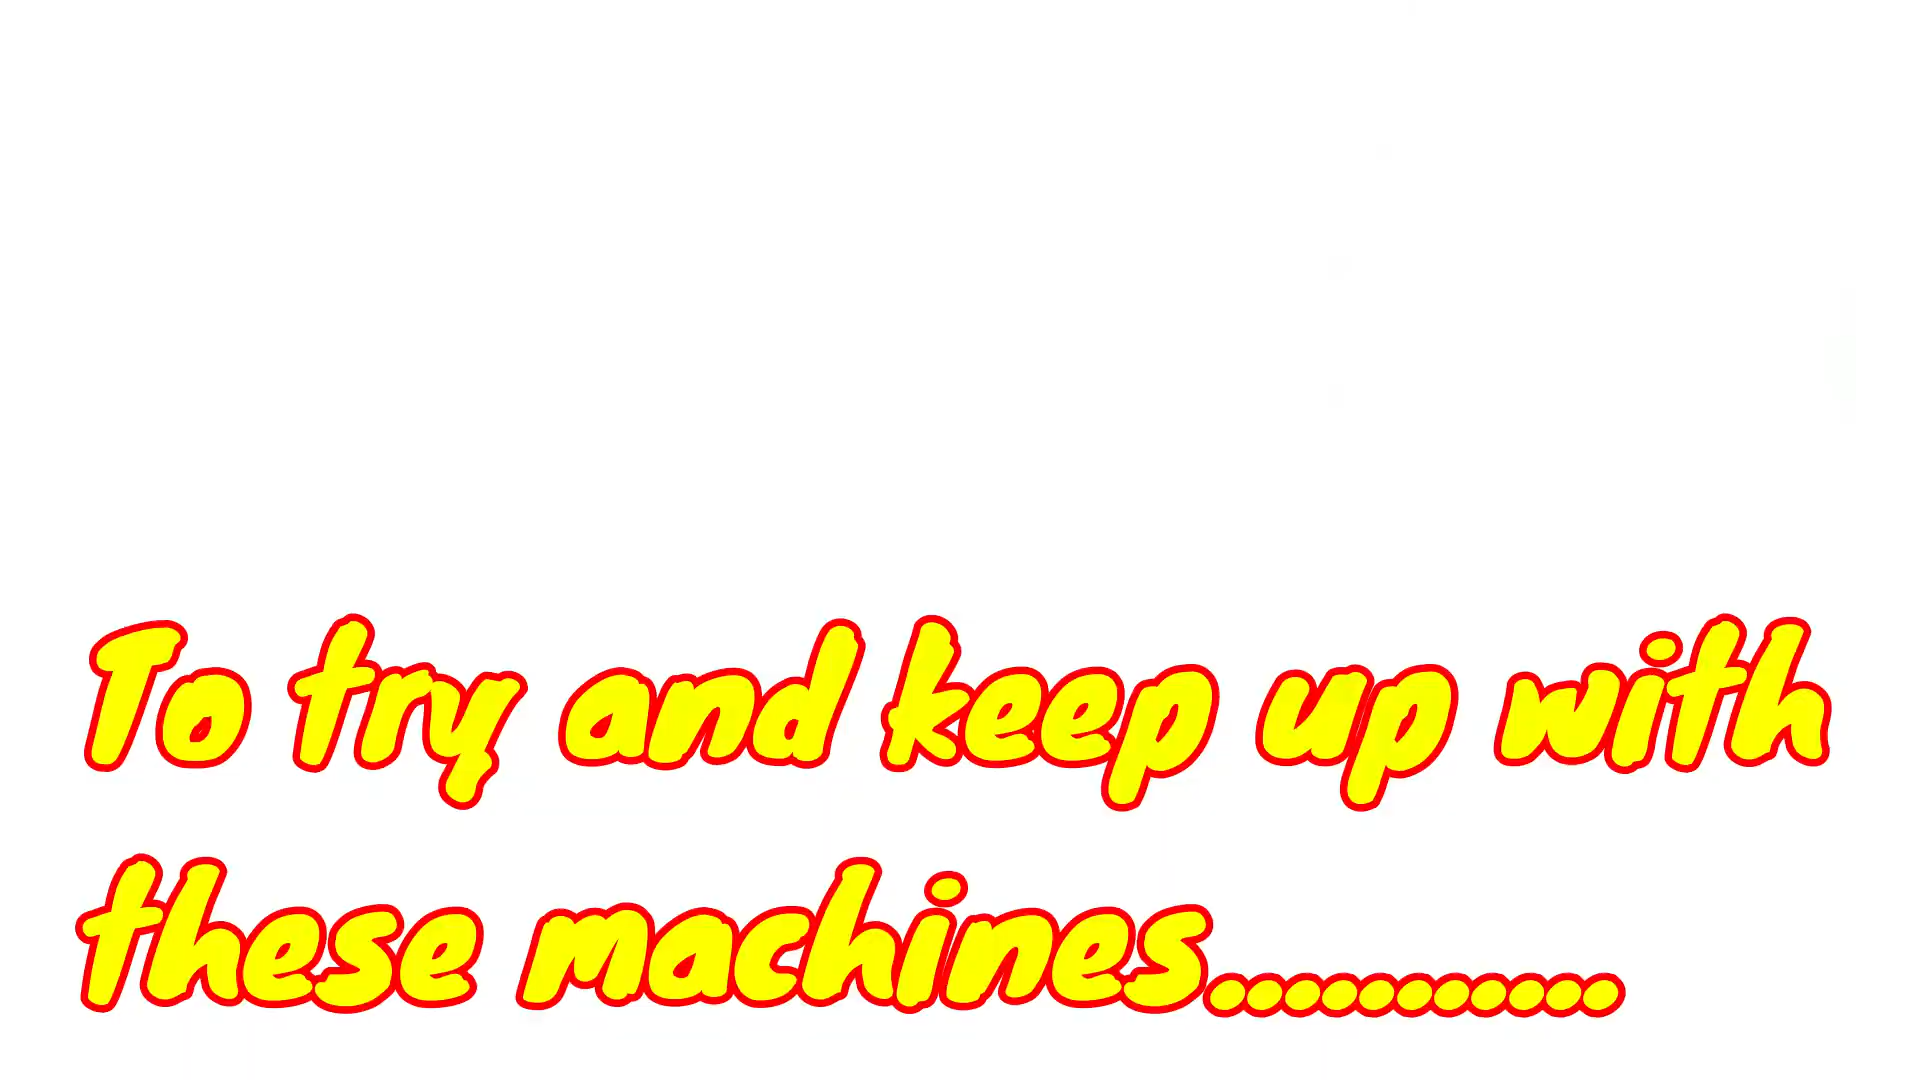 To try and keep up with
these machines...........